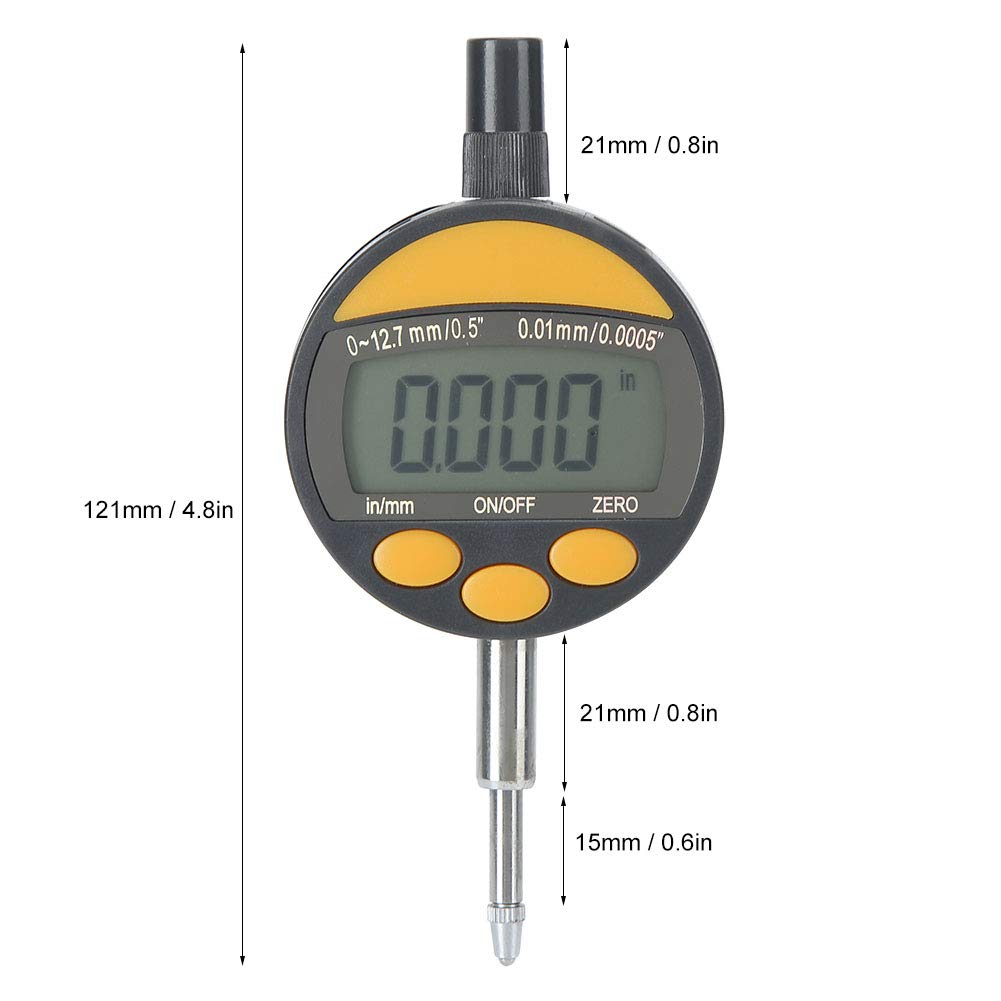 21mm / 0.8in
0~12.7 mm/0.5" 0.01mm/0.0005"
in
0.000
121mm / 4.8in
in/mm ON/OFF ZERO
21mm / 0.8in
15mm / 0.6in